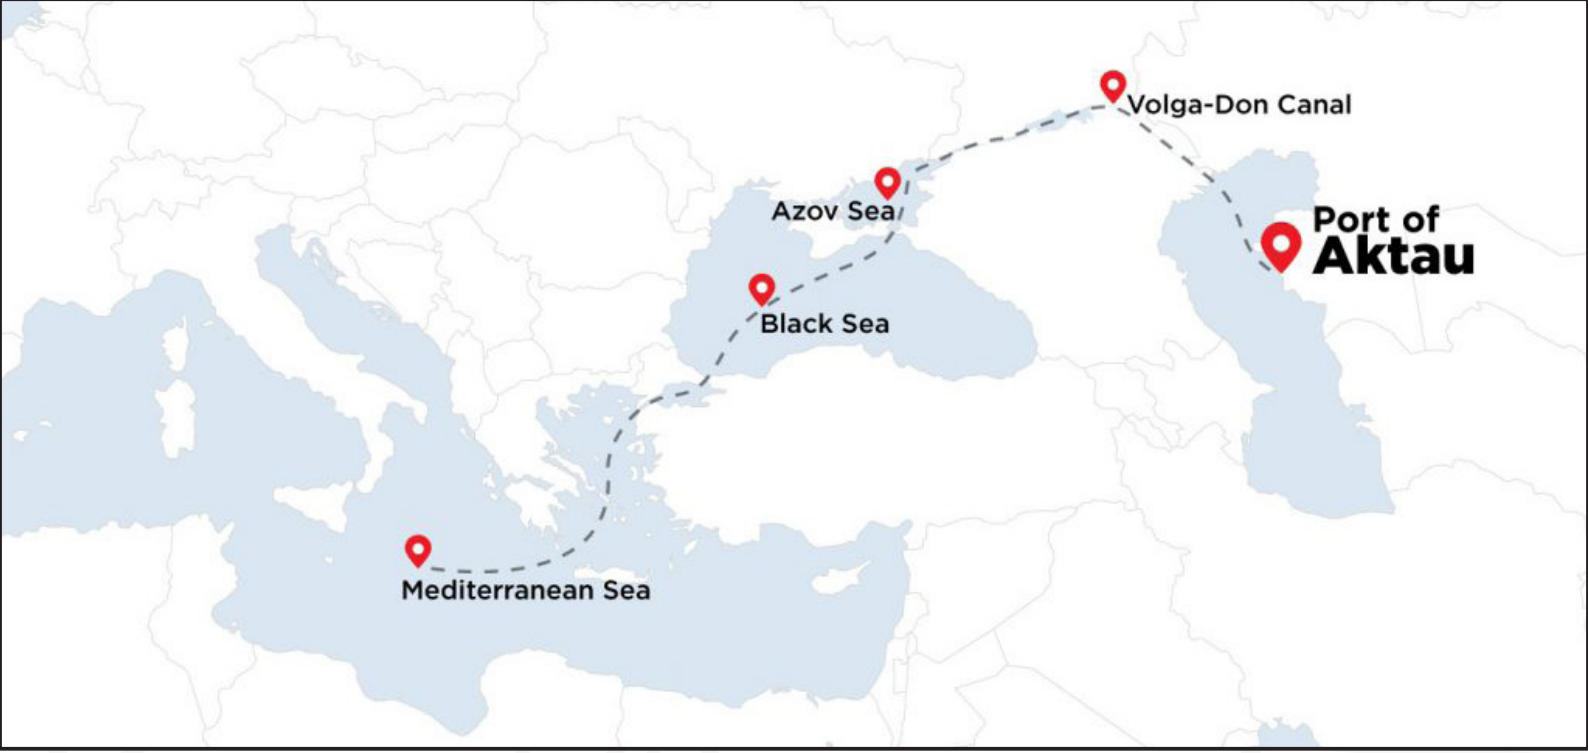 Volga-Don Canal
Azov Sea
Port of
Aktau
Black Sea
Mediterranean Sea